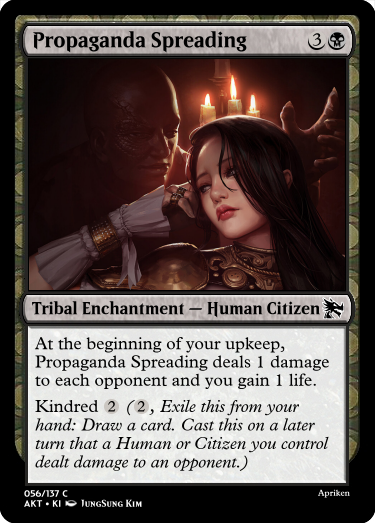 Propaganda Spreading 3
Tribal Enchantment — Human Citizen
At the beginning of your upkeep,
Propaganda Spreading deals 1 damage
to each opponent and you gain 1 life.
Kindred 2 (2, Exile this from your
hand: Draw a card. Cast this on a later
turn that a Human or Citizen you control
dealt damage to an opponent.)
056/137 C
Apriken
AKT • KI JungSung Kim